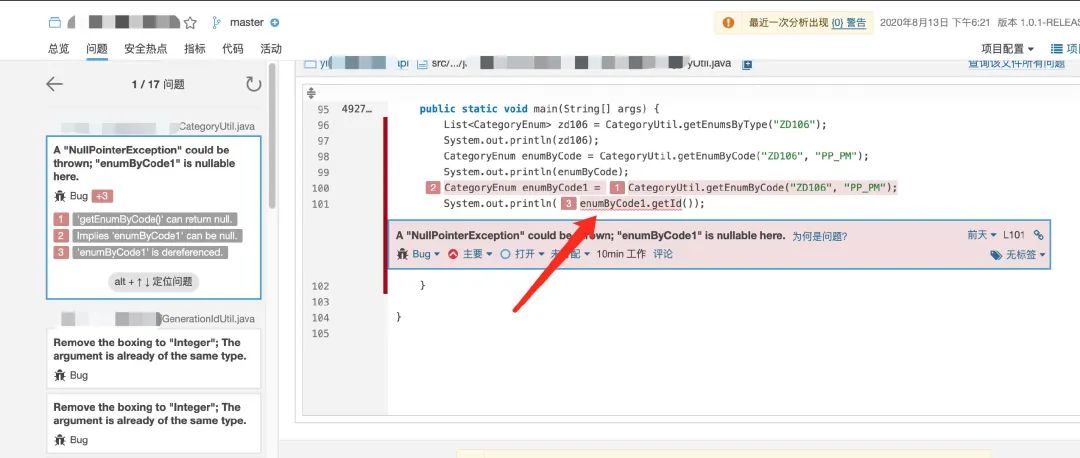 master
最近一次分析出现 {0} 警告
2020年8月13日 下午6:21 版本 1.0.1-RELEAS
总览 问题 安全热点 指标 代码 活动
项目配置
src/.../j
yUtil.java
查询该文件所有问题
1 / 17 问题
CategoryUtil.java
A "NullPointerException" could be
thrown; "enumByCode1" is nullable
here.
Bug +3
1 'getEnumByCode()' can return null.
2 Implies 'enumByCode1' can be null.
3 'enumByCode1' is dereferenced.
alt + ↑ ↓ 定位问题
GenerationIdUtil.java
Remove the boxing to "Integer"; The
argument is already of the same type.
Bug
Remove the boxing to "Integer"; The
argument is already of the same type.
Bug
95 4927... public static void main(String[] args) {
96 List<CategoryEnum> zd106 = CategoryUtil.getEnumsByType("ZD106");
97 System.out.println(zd106);
98 CategoryEnum enumByCode = CategoryUtil.getEnumByCode("ZD106", "PP_PM");
99 System.out.println(enumByCode);
100 2 CategoryEnum enumByCode1 = 1 CategoryUtil.getEnumByCode("ZD106", "PP_PM");
101 System.out.println( 3 enumByCode1.getId());
A "NullPointerException" could be thrown; "enumByCode1" is nullable here. 为何是问题? 前天 L101
Bug 主要 打开 10min 工作 评论 无标签
102 }
103
104 }
105